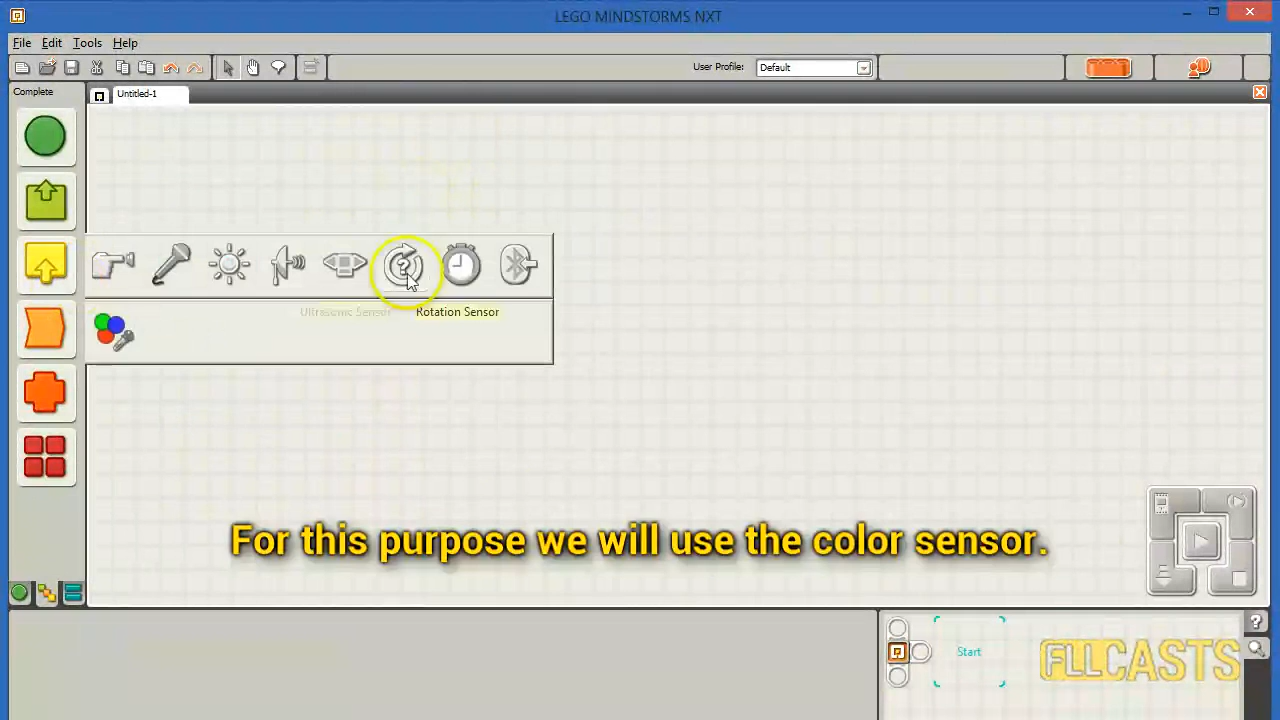 LEGO MINDSTORMS NXT
File Edit Tools Help
User Profile: Default
Complete
Untitled-1
Ultrasonic Sensor Rotation Sensor
For this purpose we will use the color sensor.
Start
?
FLLCASTS